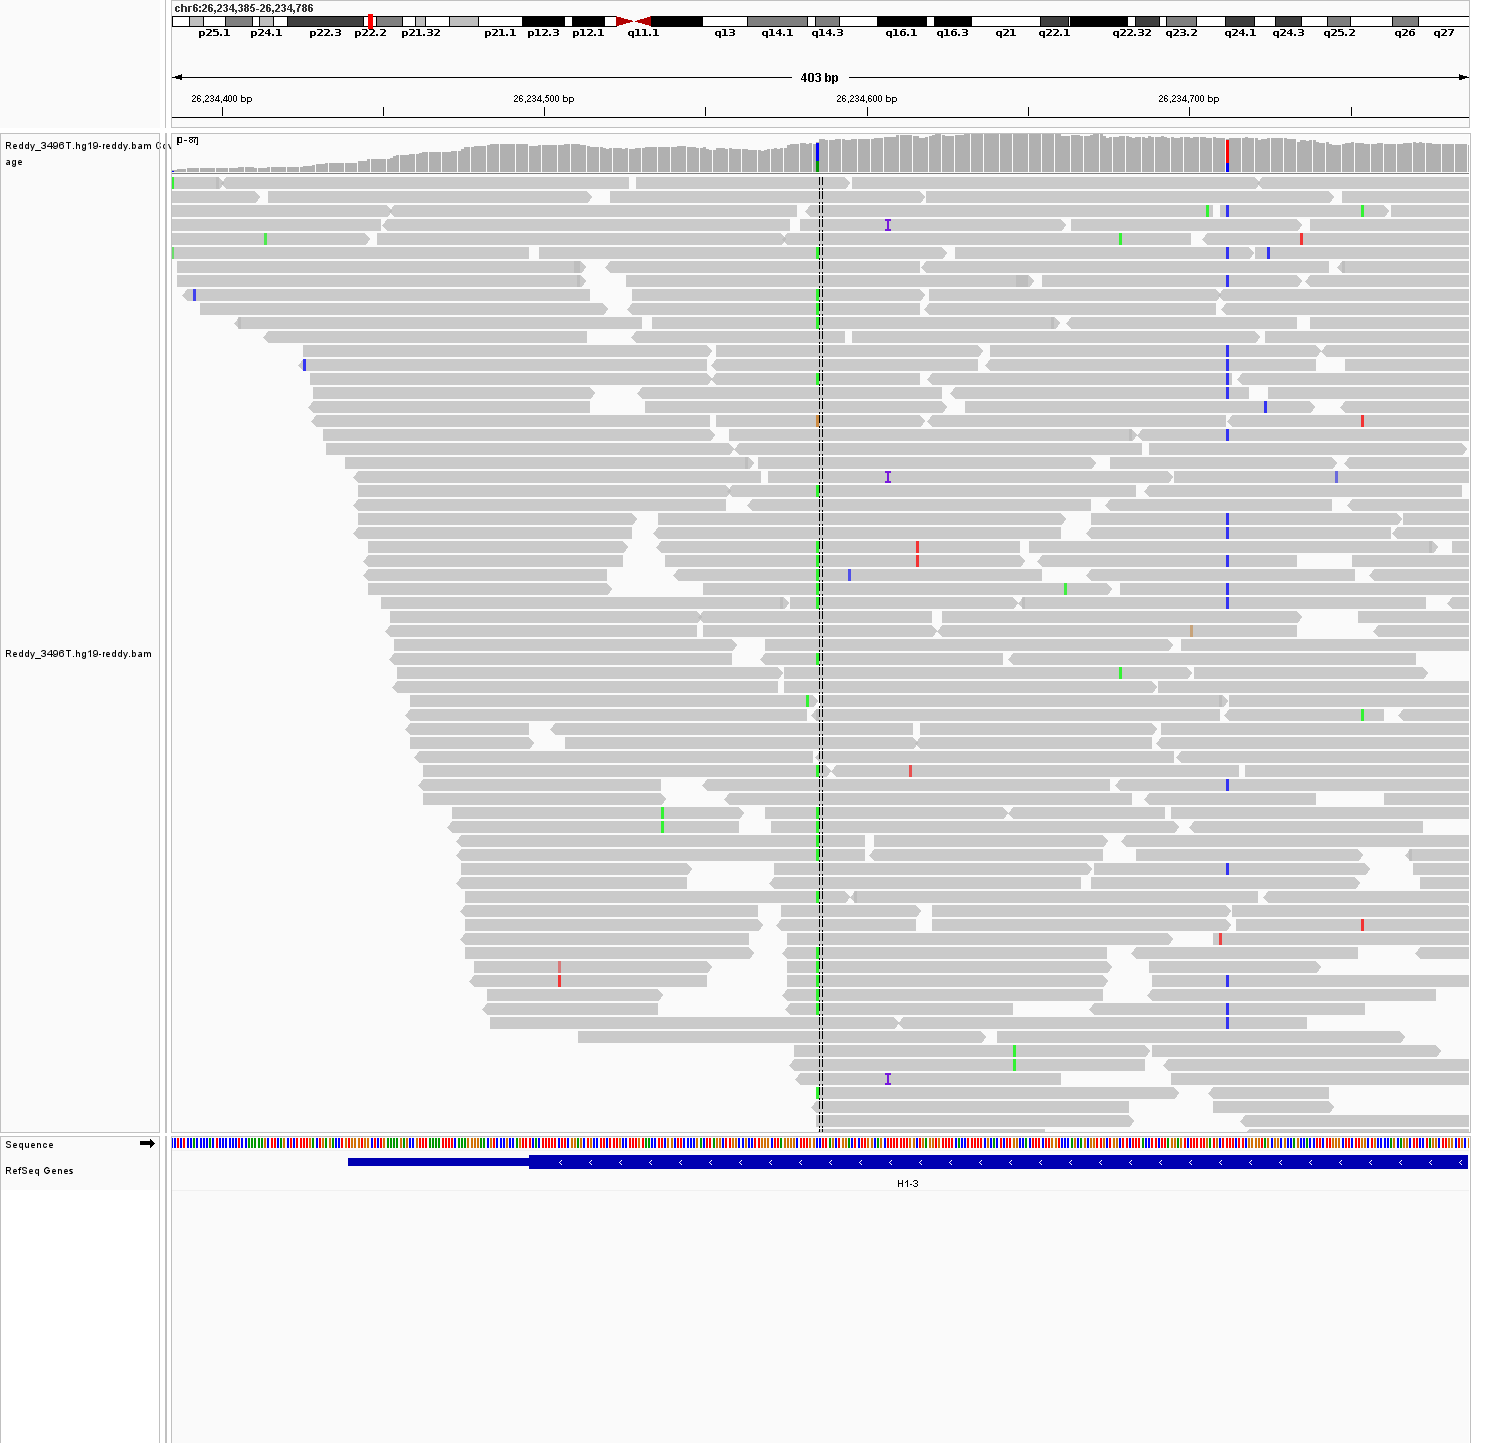 chr6:26,234,385-26,234,786
p25.1 p24.1 p22.3 p22.2 p21.32 p21.1 p12.3 p12.1 q11.1 q13 q14.1 q14.3 q16.1 q16.3 q21 q22.1 q22.32 q23.2 q24.1 q24.3 q25.2 q26 q27
403 bp
26,234,400 bp 26,234,500 bp 26,234,600 bp 26,234,700 bp
[0 - 87]
Reddy_3496T.hg19-reddy.bam Cov
age
Reddy_3496T.hg19-reddy.bam
Sequence
RefSeq Genes
H1-3